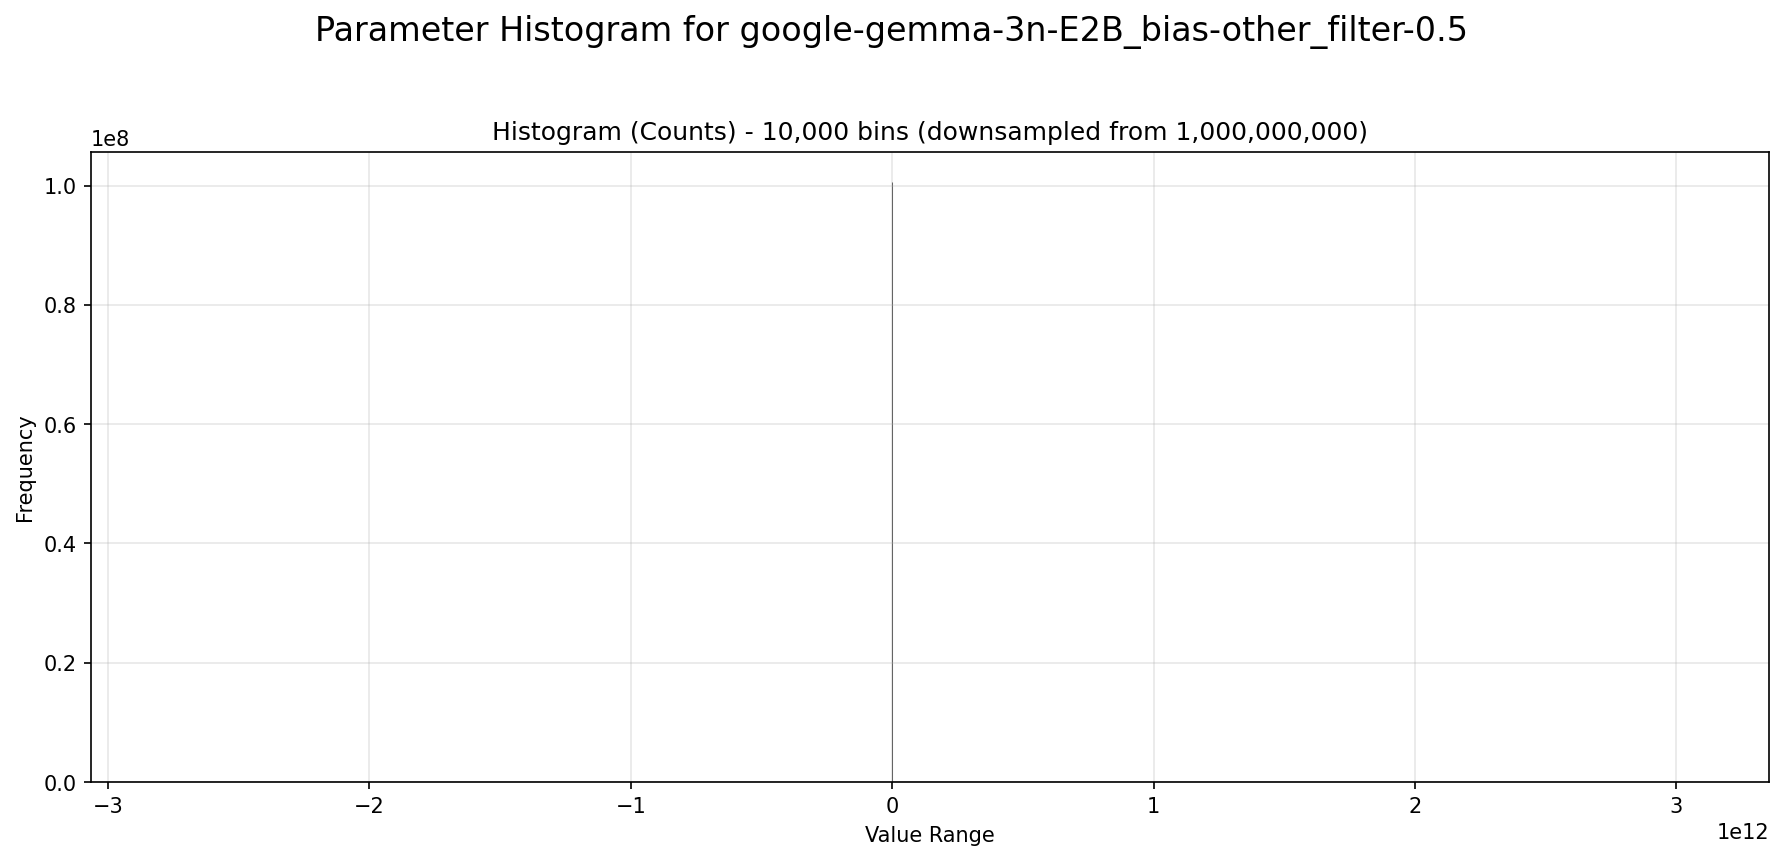 Parameter Histogram for google-gemma-3n-E2B_bias-other_filter-0.5
Histogram (Counts) - 10,000 bins (downsampled from 1,000,000,000)
1e8
1.0
0.8
0.6
0.4
0.2
0.0
Frequency
−3
−2
−1
0
1
2
3
1e12
Value Range